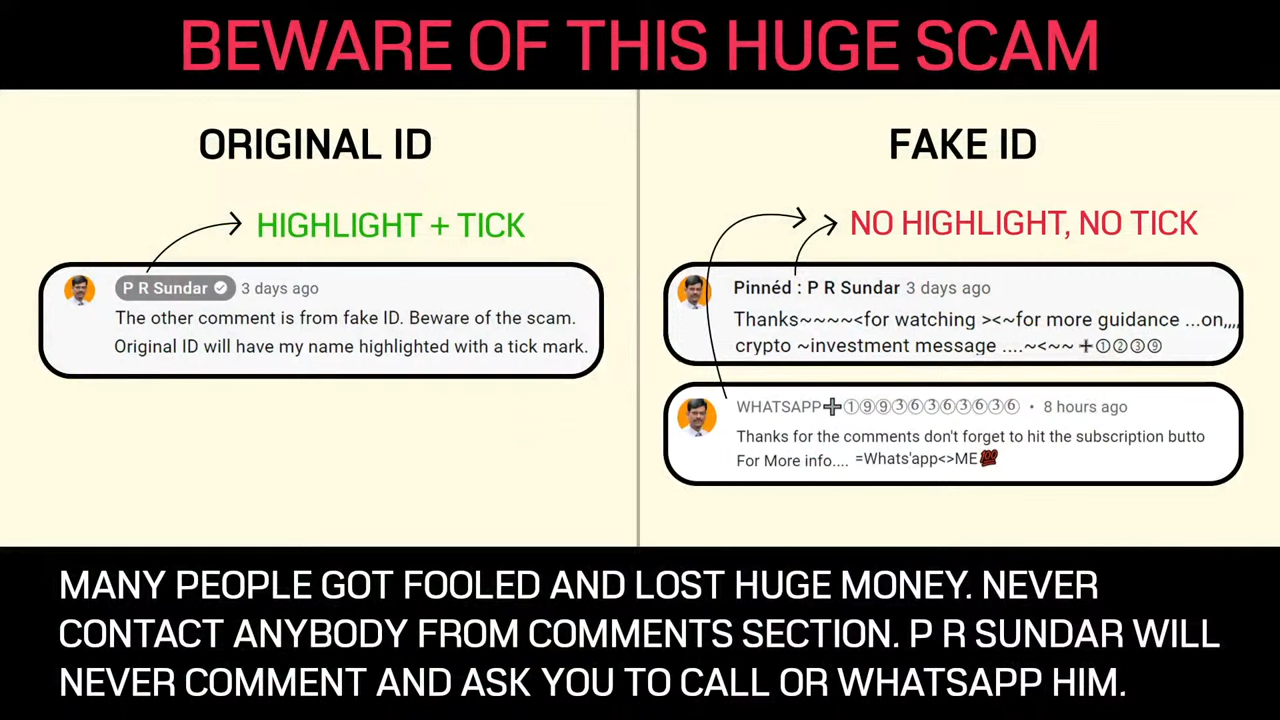 BEWARE OF THIS HUGE SCAM
ORIGINAL ID
HIGHLIGHT + TICK
P R Sundar 3 days ago
The other comment is from fake ID. Beware of the scam.
Original ID will have my name highlighted with a tick mark.
FAKE ID
NO HIGHLIGHT, NO TICK
Pinnéd : P R Sundar 3 days ago
Thanks~~~~<for watching ><~for more guidance ...on,,,,
crypto ~investment message ....~<~~ ➕①②③⑨
WHATSAPP➕①⑨⑨③⑥③⑥③⑥③⑥ • 8 hours ago
Thanks for the comments don't forget to hit the subscription butto
For More info.... =Whats'app<>ME💯
MANY PEOPLE GOT FOOLED AND LOST HUGE MONEY. NEVER
CONTACT ANYBODY FROM COMMENTS SECTION. P R SUNDAR WILL
NEVER COMMENT AND ASK YOU TO CALL OR WHATSAPP HIM.